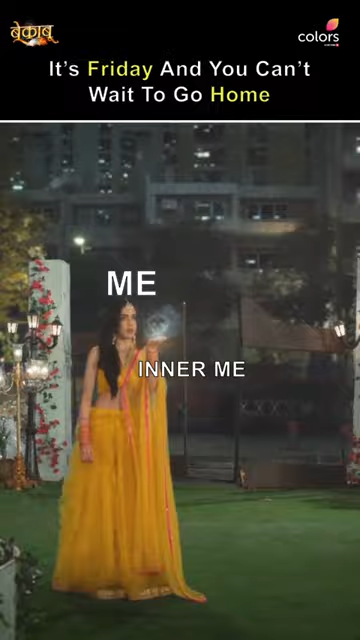 बेकाबू
colors
It's Friday And You Can't
Wait To Go Home
ME
INNER ME